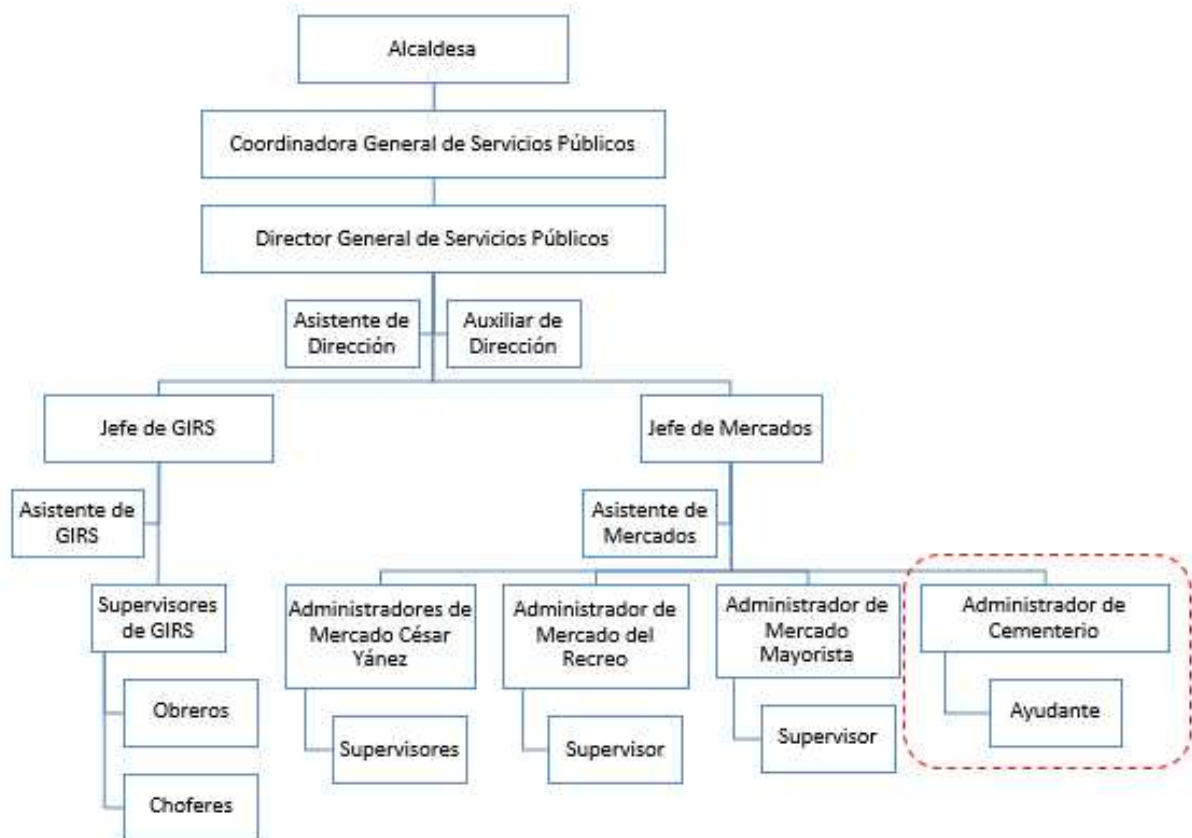 Alcaldesa
Coordinadora General de Servicios Públicos
Director General de Servicios Públicos
Asistente de
Dirección
Auxiliar de
Dirección
Jefe de GIRS
Jefe de Mercados
Asistente de
GIRS
Asistente de
Mercados
Supervisores
de GIRS
Administradores de
Mercado César
Yánez
Administrador de
Mercado del
Recreo
Administrador de
Mercado
Mayorista
Administrador de
Cementerio
Obreros
Choferes
Supervisores
Supervisor
Supervisor
Ayudante